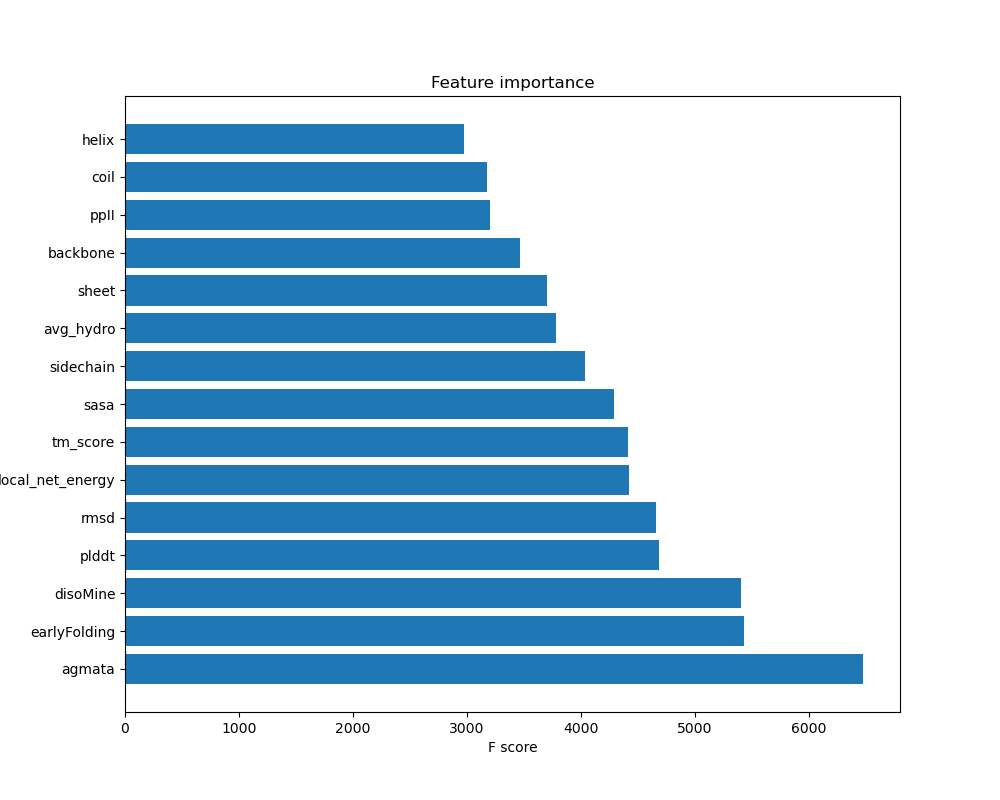 Feature importance
helix
coil
ppII
backbone
sheet
avg_hydro
sidechain
sasa
tm_score
local_net_energy
rmsd
plddt
disoMine
earlyFolding
agmata
0 1000 2000 3000 4000 5000 6000
F score